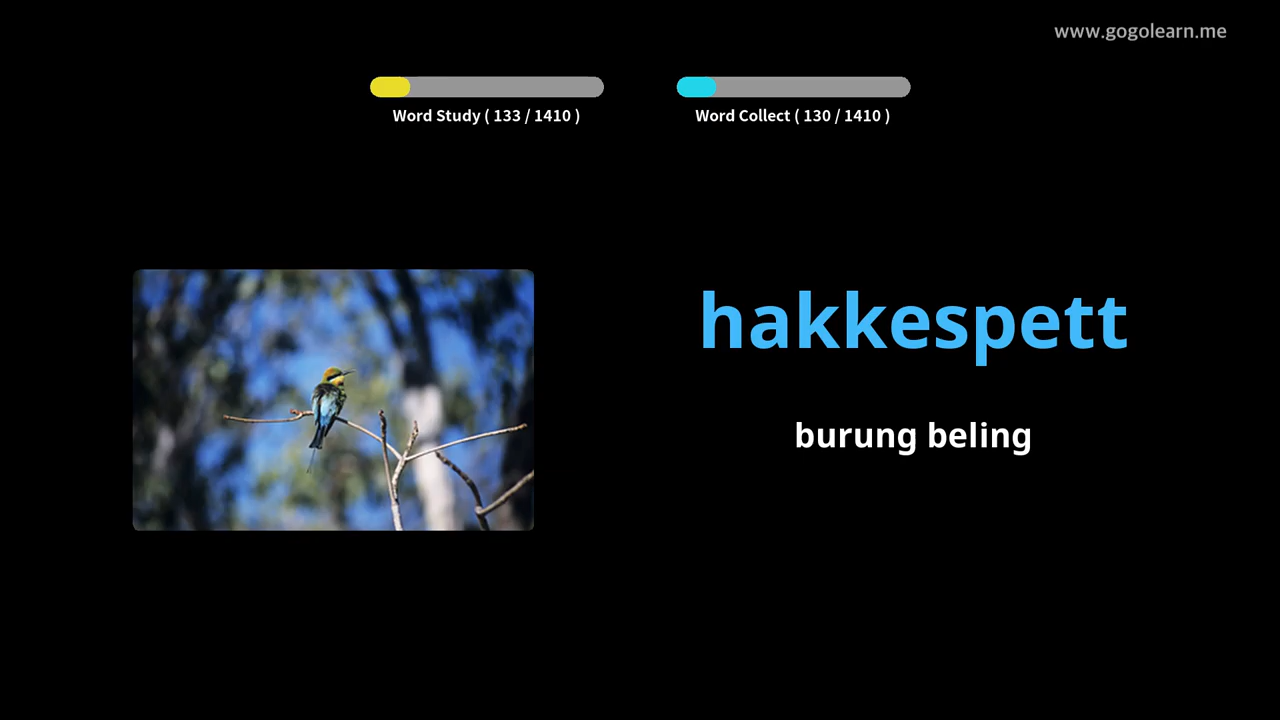 www.gogolearn.me
Word Study ( 133 / 1410 )
Word Collect ( 130 / 1410 )
hakkespett
burung beling